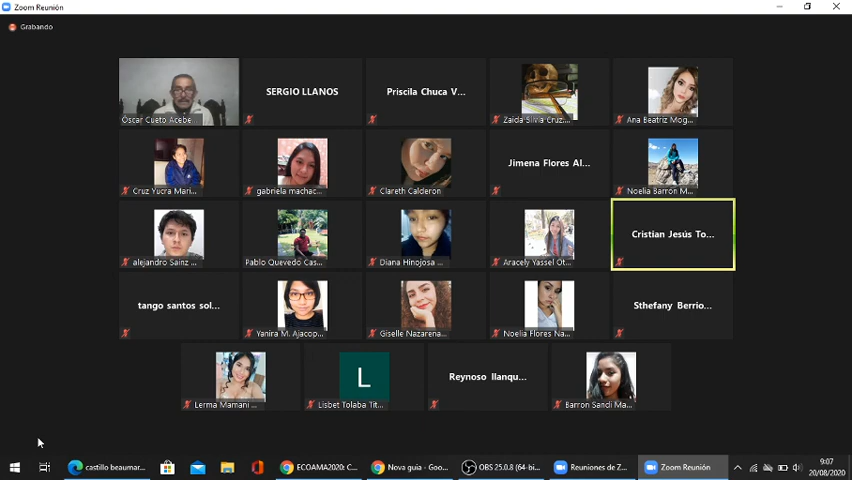 Zoom Reunión
Grabando
Óscar Cueto Acebe...
SERGIO LLANOS
Priscila Chuca V...
Zaida Silvia Cruz...
Ana Beatriz Mog...
Cruz Yucra Mari...
gabriela machac...
Clareth Calderon
Jimena Flores Al...
Noelia Barrón M...
alejandro Sainz ...
Pablo Quevedo Cas...
Diana Hinojosa ...
Aracely Yassel Ot...
Cristian Jesús To...
tango santos sol...
Yanira M. Ajacop...
Giselle Nazarena...
Noelia Flores Na...
Sthefany Berrio...
Lerma Mamani ...
L
Lisbet Tolaba Tit...
Reynoso llanqu...
Barron Sandi Ma...
castillo beaumar...
ECOAMA2020: C...
Nova guia - Goo...
OBS 25.0.8 (64-bi...
Reuniones de Z...
Zoom Reunión
9:07
20/08/2020